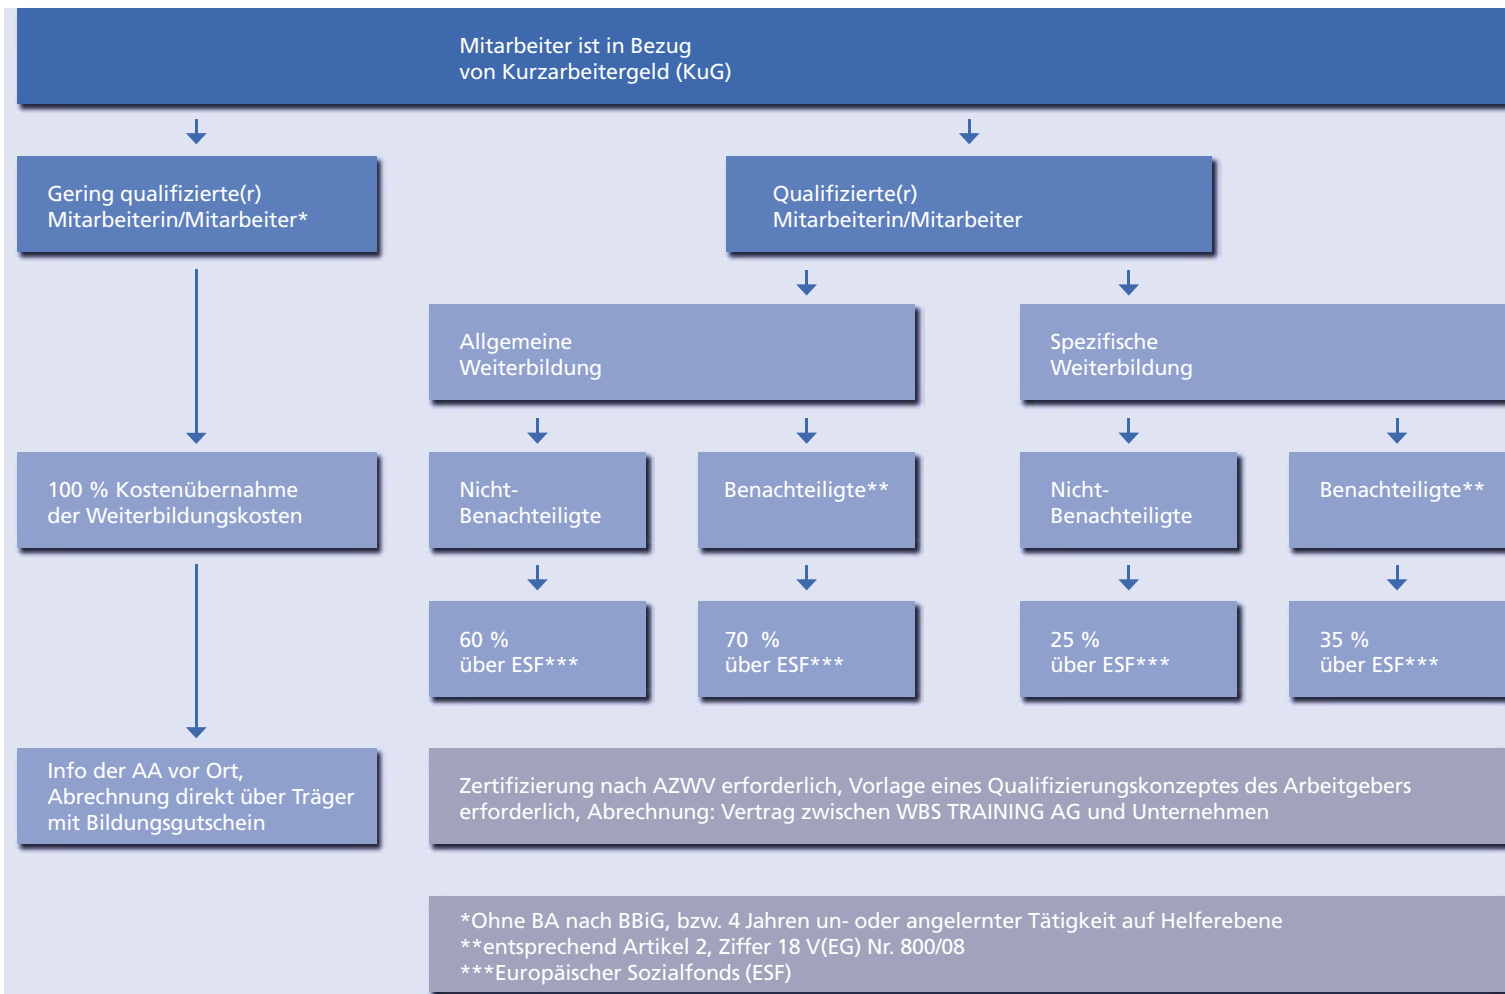 Mitarbeiter ist in Bezug
von Kurzarbeitergeld (KuG)
Gering qualifizierte(r)
Mitarbeiterin/Mitarbeiter*
Qualifizierte(r)
Mitarbeiterin/Mitarbeiter
Allgemeine
Weiterbildung
Spezifische
Weiterbildung
100 % Kostenübernahme
der Weiterbildungskosten
Nicht-
Benachteiligte
Benachteiligte**
Nicht-
Benachteiligte
Benachteiligte**
60 %
über ESF***
70 %
über ESF***
25 %
über ESF***
35 %
über ESF***
Info der AA vor Ort,
Abrechnung direkt über Träger
mit Bildungsgutschein
Zertifizierung nach AZWV erforderlich, Vorlage eines Qualifizierungskonzeptes des Arbeitgebers
erforderlich, Abrechnung: Vertrag zwischen WBS TRAINING AG und Unternehmen
*Ohne BA nach BBiG, bzw. 4 Jahren un- oder angelernter Tätigkeit auf Helferebene
**entsprechend Artikel 2, Ziffer 18 V(EG) Nr. 800/08
***Europäischer Sozialfonds (ESF)